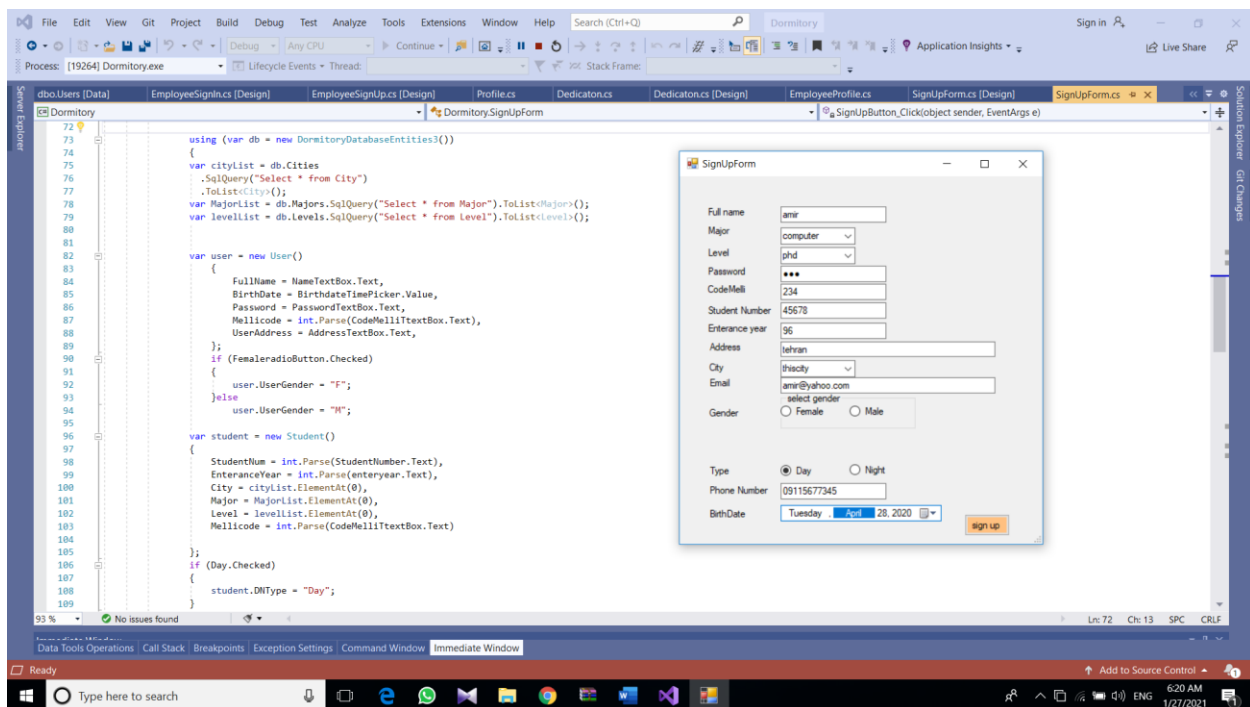 File Edit View Git Project Build Debug Test Analyze Tools Extensions Window Help Search (Ctrl+Q) Dormitory Sign in
Debug Any CPU Continue Application Insights Live Share
Process: [19264] Dormitory.exe Lifecycle Events Thread: Stack Frame:
dbo.Users [Data] EmployeeSignIn.cs [Design] EmployeeSignUp.cs [Design] Profile.cs Dedicaton.cs Dedicaton.cs [Design] EmployeeProfile.cs SignUpForm.cs [Design] SignUpForm.cs
Dormitory Dormitory.SignUpForm SignUpButton_Click(object sender, EventArgs e)
Server Explorer
Solution Explorer Git Changes
72
73 using (var db = new DormitoryDatabaseEntities3())
74 {
75 var cityList = db.Cities
76 .SqlQuery("Select * from City")
77 .ToList<City>();
78 var MajorList = db.Majors.SqlQuery("Select * from Major").ToList<Major>();
79 var levelList = db.Levels.SqlQuery("Select * from Level").ToList<Level>();
80
81
82 var user = new User()
83 {
84 FullName = NameTextBox.Text,
85 BirthDate = BirthdateTimePicker.Value,
86 Password = PasswordTextBox.Text,
87 Mellicode = int.Parse(CodeMelliTtextBox.Text),
88 UserAddress = AddressTextBox.Text,
89 };
90 if (FemaleradioButton.Checked)
91 {
92 user.UserGender = "F";
93 }else
94 user.UserGender = "M";
95
96 var student = new Student()
97 {
98 StudentNum = int.Parse(StudentNumber.Text),
99 EnteranceYear = int.Parse(enteryear.Text),
100 City = cityList.ElementAt(0),
101 Major = MajorList.ElementAt(0),
102 Level = levelList.ElementAt(0),
103 Mellicode = int.Parse(CodeMelliTtextBox.Text)
104
105 };
106 if (Day.Checked)
107 {
108 student.DNType = "Day";
109 }
SignUpForm
Full name amir
Major computer
Level phd
Password
CodeMelli 234
Student Number 45678
Enterance year 96
Address tehran
City thiscity
Email amir@yahoo.com
select gender
Gender Female Male
Type Day Night
Phone Number 09115677345
BirthDate Tuesday , April 28, 2020
sign up
93 % No issues found Ln: 72 Ch: 13 SPC CRLF
Immediate Window
Data Tools Operations Call Stack Breakpoints Exception Settings Command Window Immediate Window
Ready Add to Source Control 1
Type here to search ENG 6:20 AM
1/27/2021